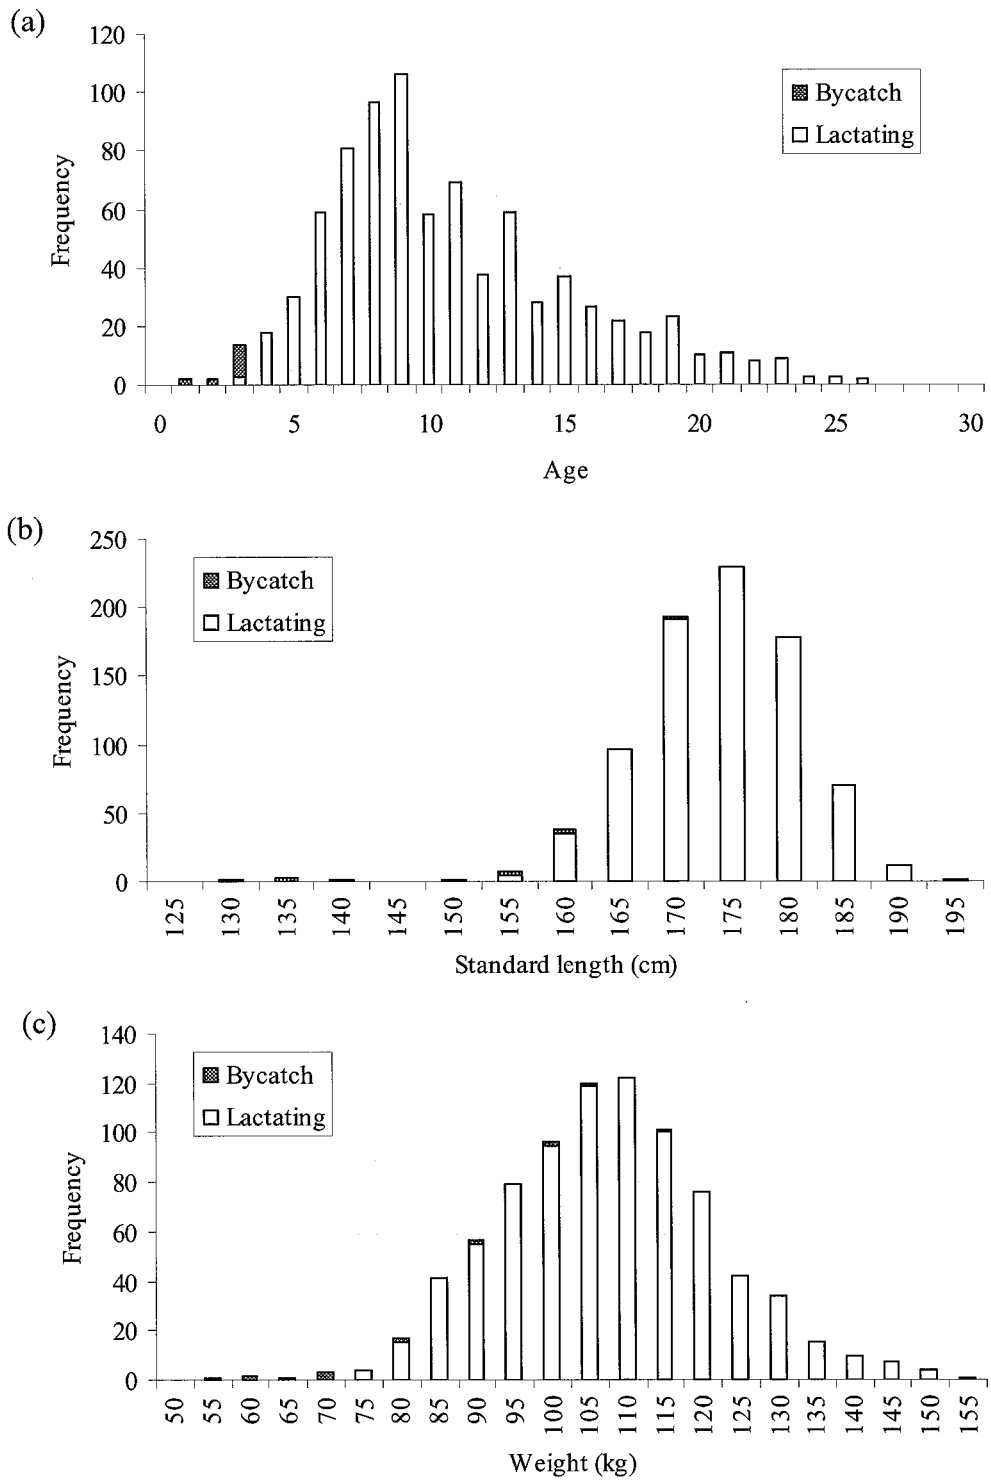 (a)
120
100
80
60
40
20
0
Frequency
Bycatch
Lactating
0 5 10 15 20 25 30
Age
(b)
250
200
150
100
50
0
Frequency
Bycatch
Lactating
125 130 135 140 145 150 155 160 165 170 175 180 185 190 195
Standard length (cm)
(c)
140
120
100
80
60
40
20
0
Frequency
Bycatch
Lactating
50 55 60 65 70 75 80 85 90 95 100 105 110 115 120 125 130 135 140 145 150 155
Weight (kg)